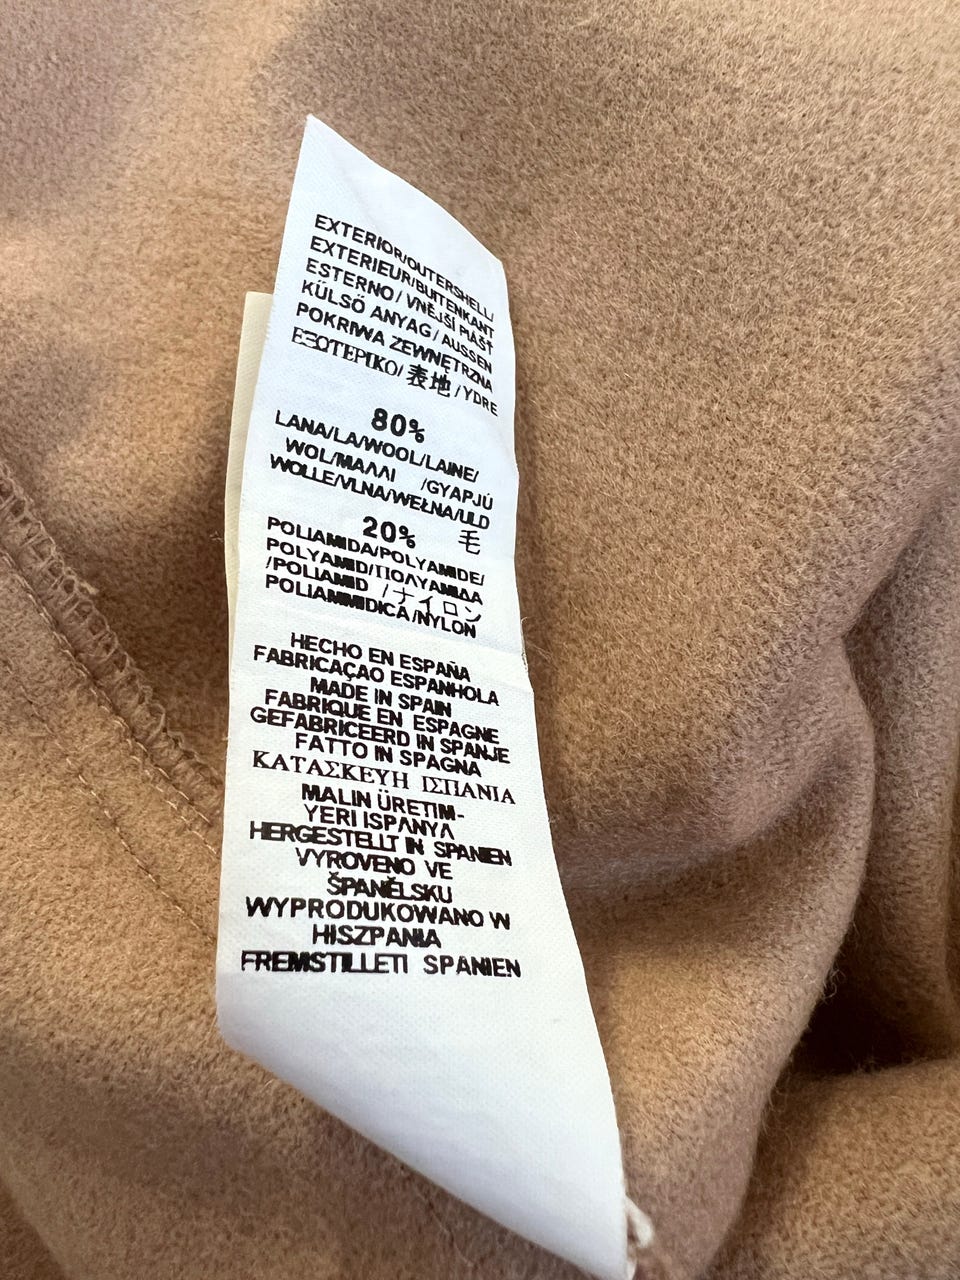 EXTERIOR/OUTERSHELL/
EXTERIEUR/BUITENKANT
ESTERNO/VNĚJŠÍ PLÁŠŤ
KÜLSÖ ANYAG/AUSSEN
POKRIWA ZEWNĘTRZNA
ΕΞΩΤΕΡΙΚΟ/表地/YDRE
80%
LANA/LA/WOOL/LAINE/
WOL/ΜΑΛΛΙ /GYAPJÚ
WOLLE/VLNA/WEŁNA/ULD
20% 毛
POLIAMIDA/POLYAMIDE/
POLYAMID/ΠΟΛΥΑΜΙΔΑ
/POLIAMID /ナイロン
POLIAMMIDICA/NYLON
HECHO EN ESPAÑA
FABRICAÇAO ESPANHOLA
MADE IN SPAIN
FABRIQUE EN ESPAGNE
GEFABRICEERD IN SPANJE
FATTO IN SPAGNA
ΚΑΤΑΣΚΕΥΗ ΙΣΠΑΝΙΑ
MALIN ÜRETIM-
YERI ISPANYA
HERGESTELLT IN SPANIEN
VYROVENO VE
ŠPANĚLSKU
WYPRODUKOWANO W
HISZPANIA
FREMSTILLETI SPANIEN